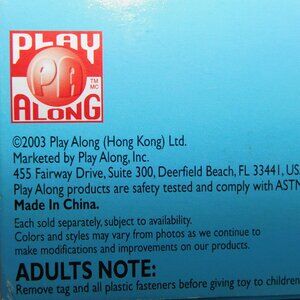 PLAY
PA
TM
MC
ALONG
©2003 Play Along (Hong Kong) Ltd.
Marketed by Play Along, Inc.
455 Fairway Drive, Suite 300, Deerfield Beach, FL 33441, US
Play Along products are safety tested and comply with ASTM
Made In China.
Each sold separately, subject to availability.
Colors and styles may vary from photos as we continue to
make modifications and improvements on our products.
ADULTS NOTE:
Remove tag and all plastic fasteners before giving toy to children